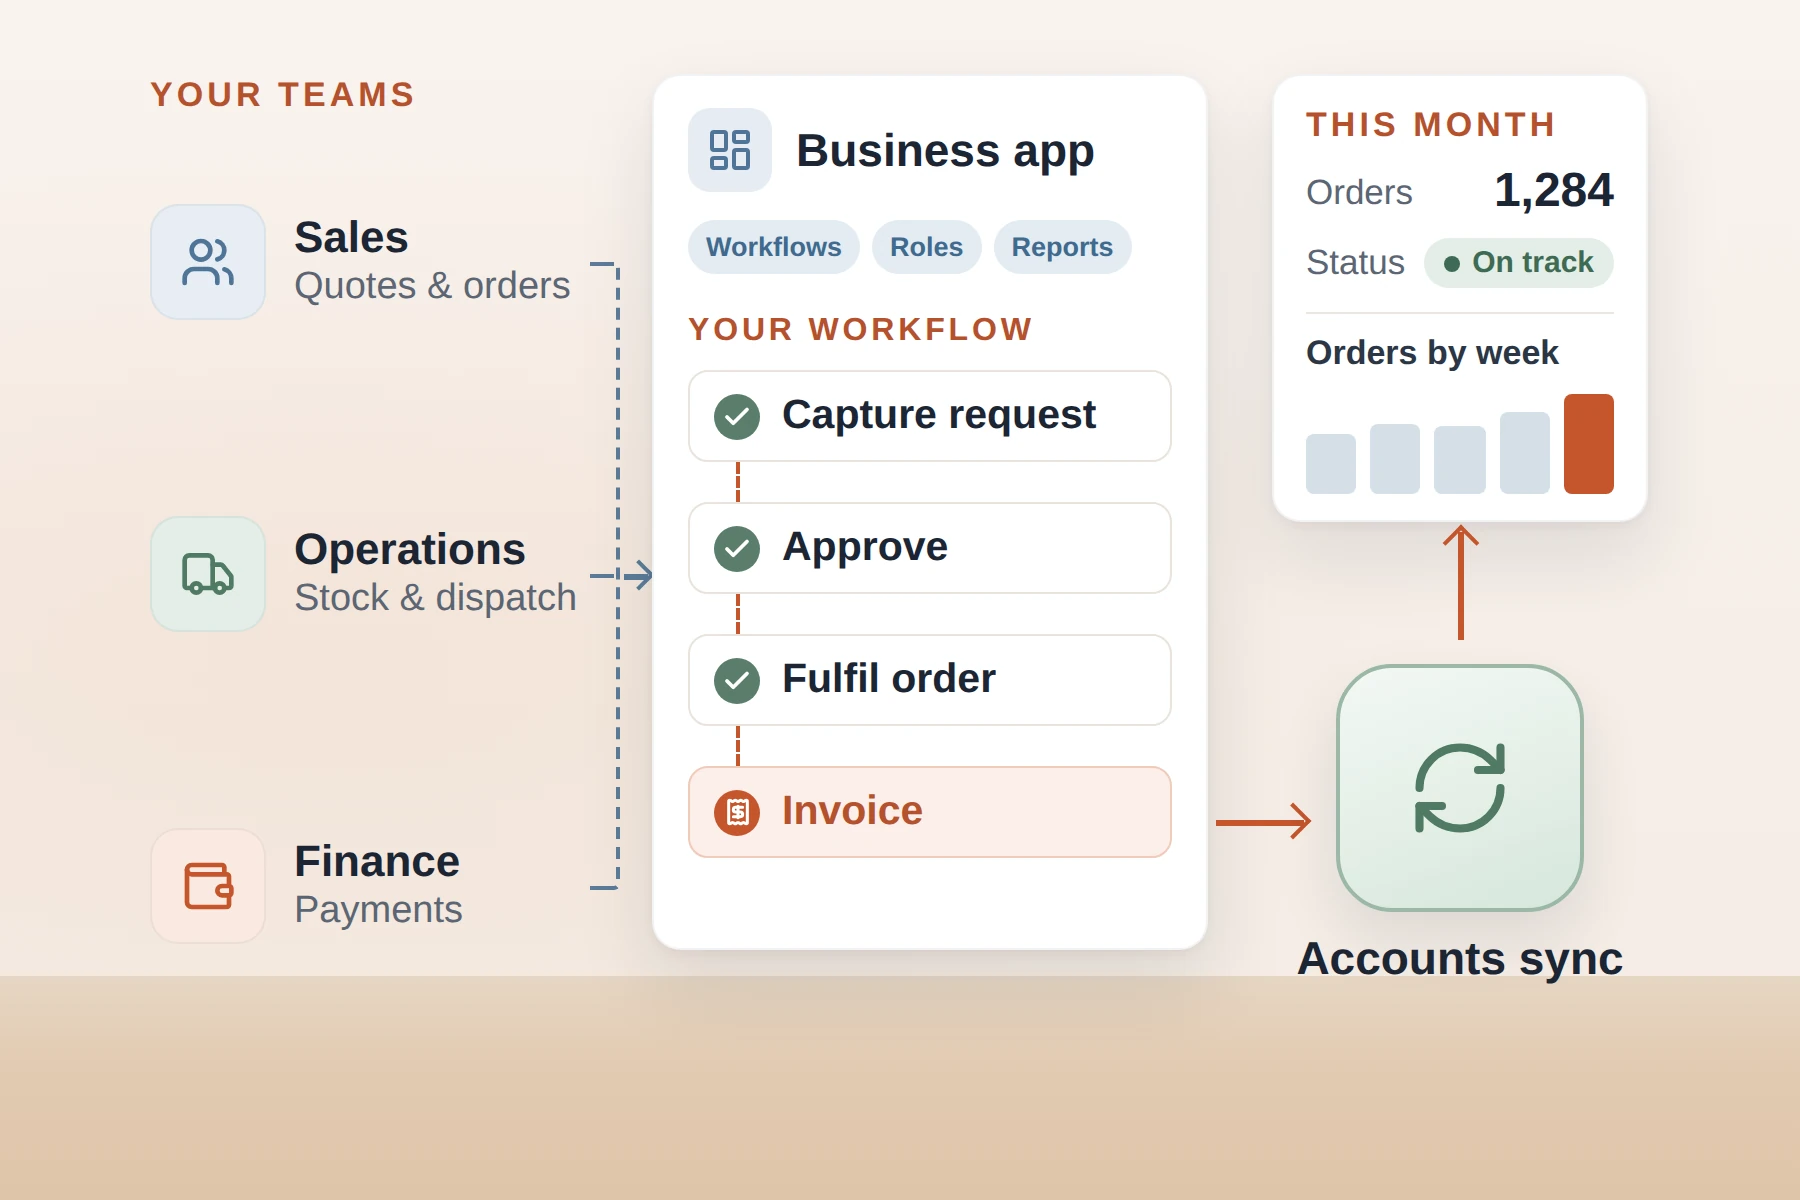 YOUR TEAMS
Sales
Quotes & orders
Operations
Stock & dispatch
Finance
Payments
Business app
Workflows
Roles
Reports
YOUR WORKFLOW
Capture request
Approve
Fulfil order
Invoice
THIS MONTH
Orders 1,284
Status On track
Orders by week
Accounts sync